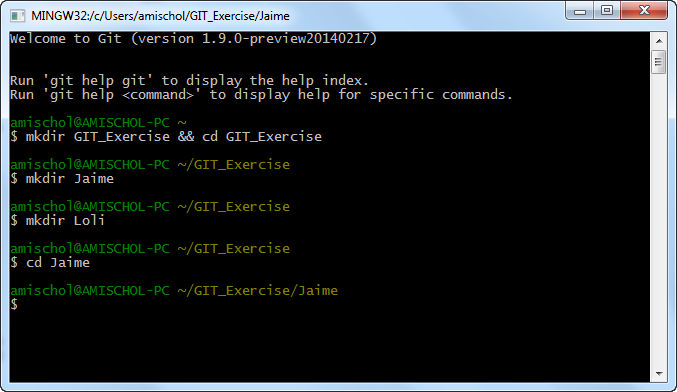 MINGW32:/c/Users/amischol/GIT_Exercise/Jaime
Welcome to Git (version 1.9.0-preview20140217)
Run 'git help git' to display the help index.
Run 'git help <command>' to display help for specific commands.
amischol@AMISCHOL-PC ~
$ mkdir GIT_Exercise && cd GIT_Exercise
amischol@AMISCHOL-PC ~/GIT_Exercise
$ mkdir Jaime
amischol@AMISCHOL-PC ~/GIT_Exercise
$ mkdir Loli
amischol@AMISCHOL-PC ~/GIT_Exercise
$ cd Jaime
amischol@AMISCHOL-PC ~/GIT_Exercise/Jaime
$